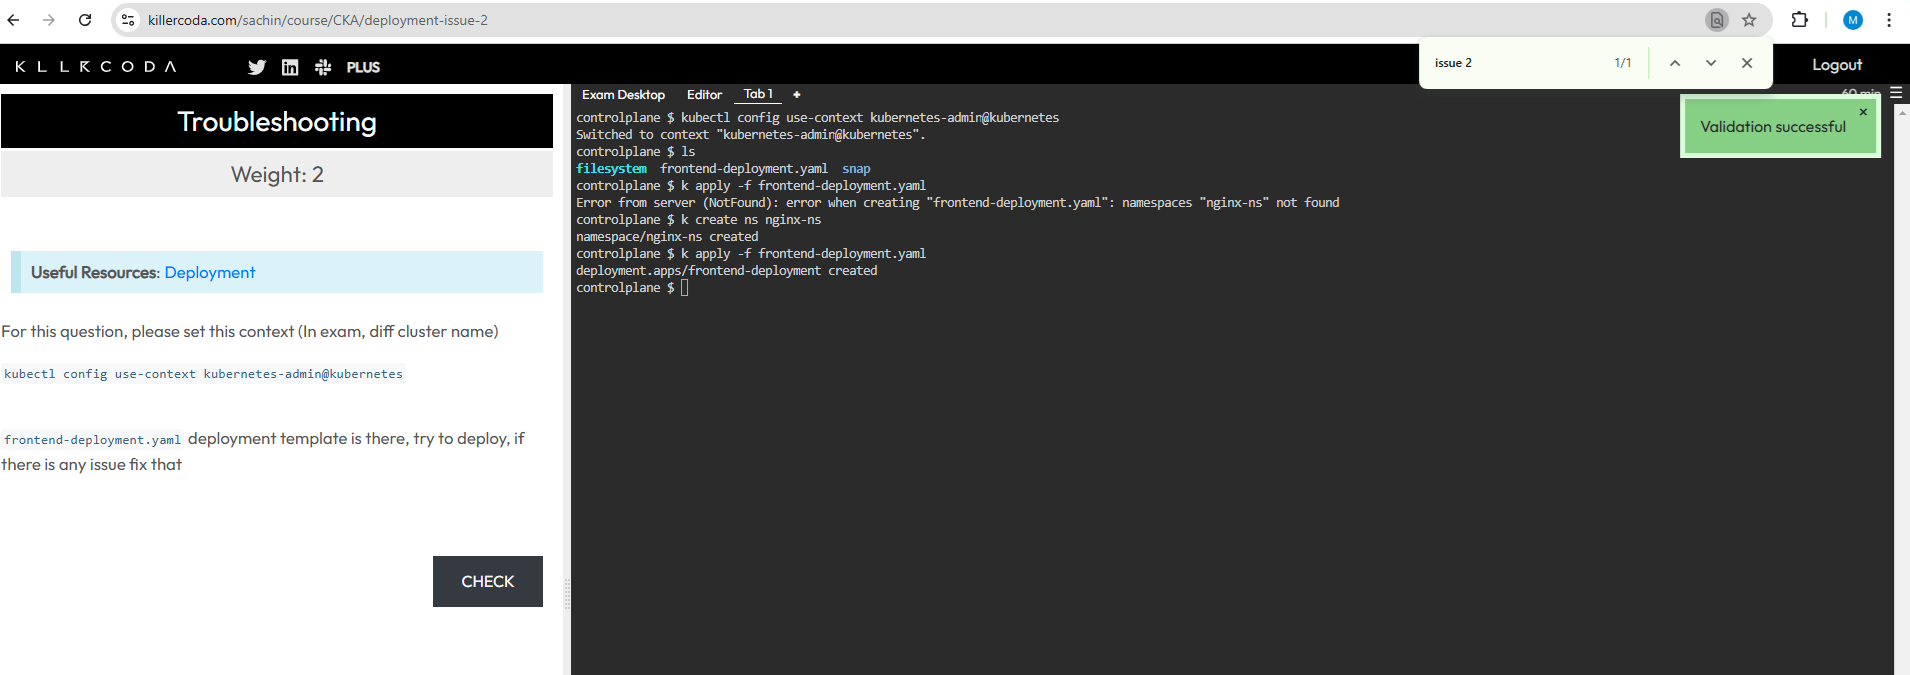 killercoda.com/sachin/course/CKA/deployment-issue-2
M
issue 2
1/1
KLLRCODA
PLUS
Logout
Troubleshooting
Weight: 2
Useful Resources: Deployment
For this question, please set this context (In exam, diff cluster name)
kubectl config use-context kubernetes-admin@kubernetes
frontend-deployment.yaml deployment template is there, try to deploy, if
there is any issue fix that
CHECK
Exam Desktop Editor Tab 1 +
60 min
Validation successful
controlplane $ kubectl config use-context kubernetes-admin@kubernetes
Switched to context "kubernetes-admin@kubernetes".
controlplane $ ls
filesystem frontend-deployment.yaml snap
controlplane $ k apply -f frontend-deployment.yaml
Error from server (NotFound): error when creating "frontend-deployment.yaml": namespaces "nginx-ns" not found
controlplane $ k create ns nginx-ns
namespace/nginx-ns created
controlplane $ k apply -f frontend-deployment.yaml
deployment.apps/frontend-deployment created
controlplane $